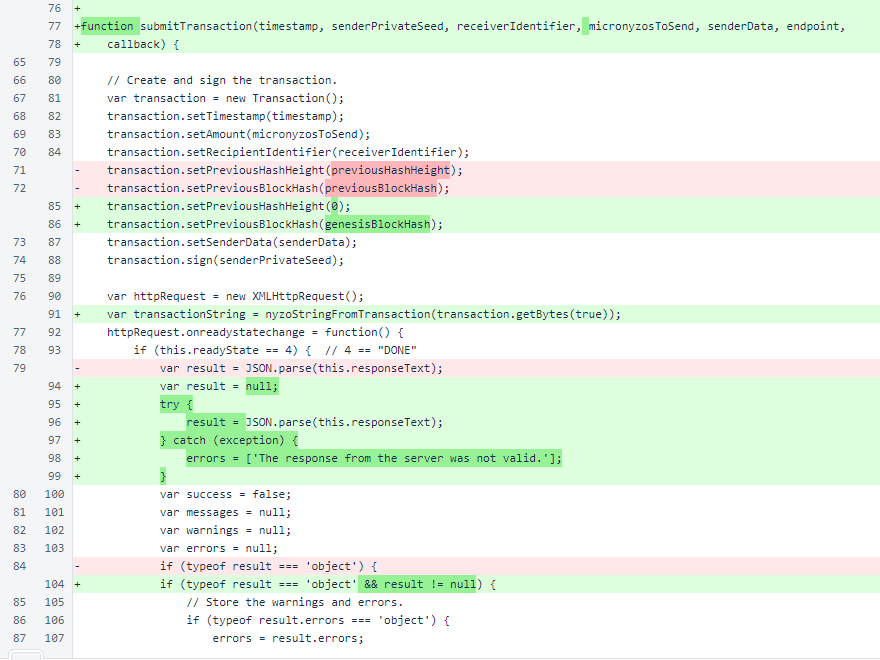 76 +
77 +function submitTransaction(timestamp, senderPrivateSeed, receiverIdentifier, micronyzosToSend, senderData, endpoint,
78 + callback) {
65 79
66 80 // Create and sign the transaction.
67 81 var transaction = new Transaction();
68 82 transaction.setTimestamp(timestamp);
69 83 transaction.setAmount(micronyzosToSend);
70 84 transaction.setRecipientIdentifier(receiverIdentifier);
71 - transaction.setPreviousHashHeight(previousHashHeight);
72 - transaction.setPreviousBlockHash(previousBlockHash);
85 + transaction.setPreviousHashHeight(0);
86 + transaction.setPreviousBlockHash(genesisBlockHash);
73 87 transaction.setSenderData(senderData);
74 88 transaction.sign(senderPrivateSeed);
75 89
76 90 var httpRequest = new XMLHttpRequest();
91 + var transactionString = nyzoStringFromTransaction(transaction.getBytes(true));
77 92 httpRequest.onreadystatechange = function() {
78 93 if (this.readyState == 4) { // 4 == "DONE"
79 - var result = JSON.parse(this.responseText);
94 + var result = null;
95 + try {
96 + result = JSON.parse(this.responseText);
97 + } catch (exception) {
98 + errors = ['The response from the server was not valid.'];
99 + }
80 100 var success = false;
81 101 var messages = null;
82 102 var warnings = null;
83 103 var errors = null;
84 - if (typeof result === 'object') {
104 + if (typeof result === 'object' && result != null) {
85 105 // Store the warnings and errors.
86 106 if (typeof result.errors === 'object') {
87 107 errors = result.errors;